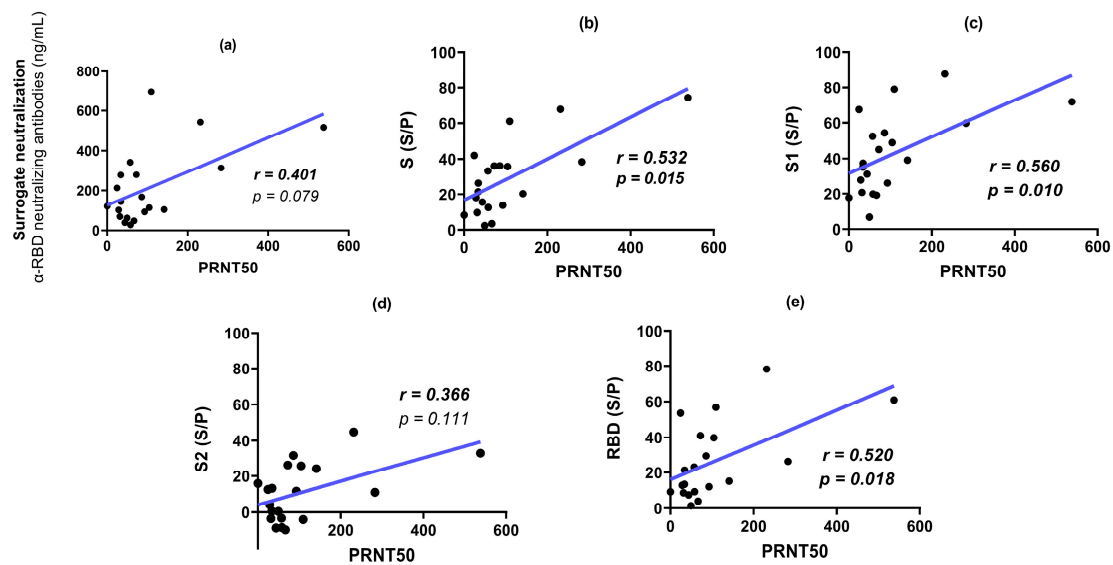 (a)
Surrogate neutralization
α-RBD neutralizing antibodies (ng/mL)
800
600
400
200
0
r = 0.401
p = 0.079
0 200 400 600
PRNT50
(b)
S (S/P)
100
80
60
40
20
0
r = 0.532
p = 0.015
0 200 400 600
PRNT50
(c)
S1 (S/P)
100
80
60
40
20
0
r = 0.560
p = 0.010
0 200 400 600
PRNT50
(d)
S2 (S/P)
100
80
60
40
20
0
r = 0.366
p = 0.111
200 400 600
PRNT50
(e)
RBD (S/P)
100
80
60
40
20
0
r = 0.520
p = 0.018
0 200 400 600
PRNT50